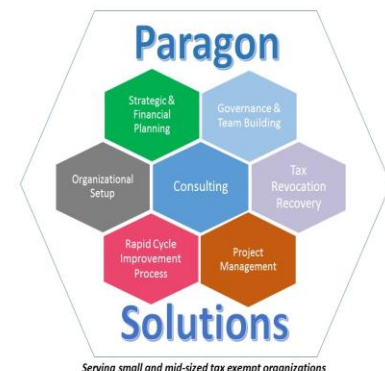 Paragon
Strategic &
Financial
Planning
Governance &
Team Building
Organizational
Setup
Consulting
Tax
Revocation
Recovery
Rapid Cycle
Improvement
Process
Project
Management
Solutions
Serving small and mid-sized tax exempt organizations